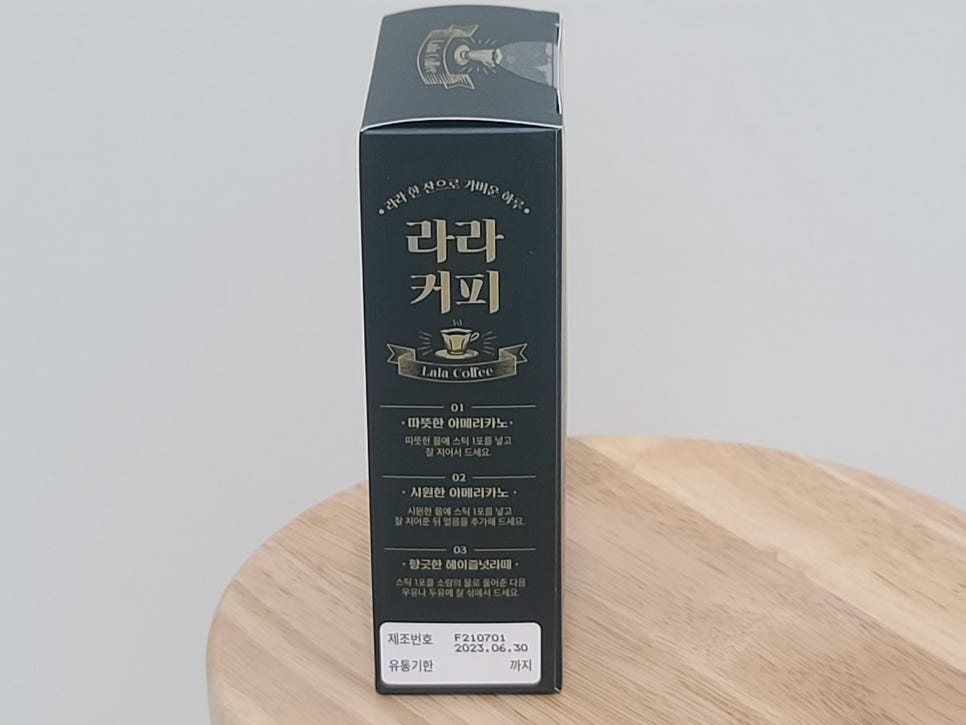 Lala Coffee
• 라라 한 잔으로 가벼운 하루 •
라라
커피
Lala Coffee
01
· 따뜻한 아메리카노 ·
따뜻한 물에 스틱 1포를 넣고
잘 저어서 드세요.
02
· 시원한 아메리카노 ·
시원한 물에 스틱 1포를 넣고
잘 저어준 뒤 얼음을 추가해 드세요.
03
· 향긋한 헤이즐넛라떼 ·
스틱 1포를 소량의 물로 풀어준 다음
우유나 두유에 잘 섞에서 드세요.
제조번호 F210701
2023.06.30
유통기한 까지